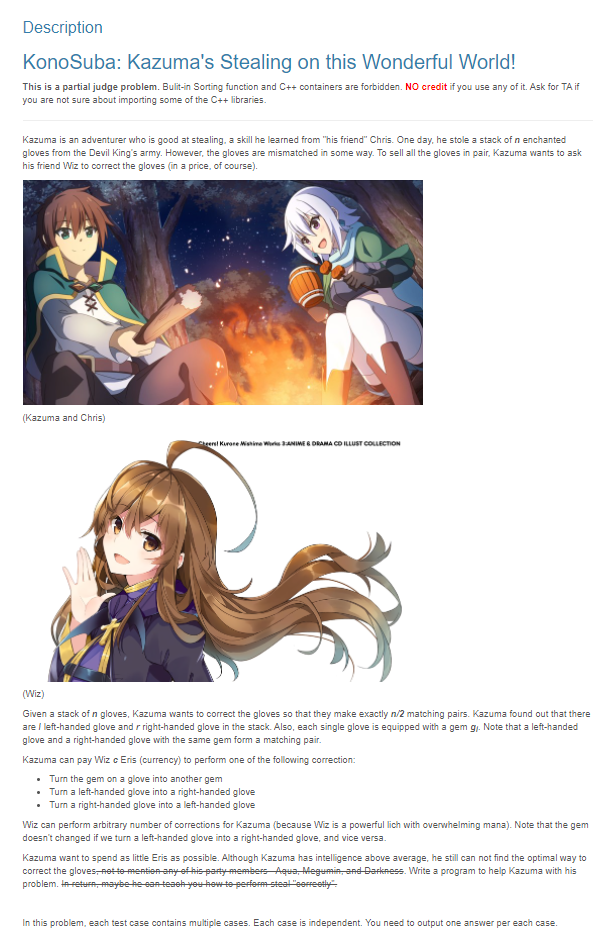 Description
KonoSuba: Kazuma's Stealing on this Wonderful World!
This is a partial judge problem. Bulit-in Sorting function and C++ containers are forbidden. NO credit if you use any of it. Ask for TA if
you are not sure about importing some of the C++ libraries.
Kazuma is an adventurer who is good at stealing, a skill he learned from "his friend" Chris. One day, he stole a stack of n enchanted
gloves from the Devil King's army. However, the gloves are mismatched in some way. To sell all the gloves in pair, Kazuma wants to ask
his friend Wiz to correct the gloves (in a price, of course).
(Kazuma and Chris)
Cheers! Kurone Mishima Works 3:ANIME & DRAMA CD ILLUST COLLECTION
(Wiz)
Given a stack of n gloves, Kazuma wants to correct the gloves so that they make exactly n/2 matching pairs. Kazuma found out that there
are l left-handed glove and r right-handed glove in the stack. Also, each single glove is equipped with a gem gᵢ. Note that a left-handed
glove and a right-handed glove with the same gem form a matching pair.
Kazuma can pay Wiz c Eris (currency) to perform one of the following correction:
• Turn the gem on a glove into another gem
• Turn a left-handed glove into a right-handed glove
• Turn a right-handed glove into a left-handed glove
Wiz can perform arbitrary number of corrections for Kazuma (because Wiz is a powerful lich with overwhelming mana). Note that the gem
doesn't changed if we turn a left-handed glove into a right-handed glove, and vice versa.
Kazuma want to spend as little Eris as possible. Although Kazuma has intelligence above average, he still can not find the optimal way to
correct the gloves, not to mention any of his party members - Aqua, Megumin, and Darkness. Write a program to help Kazuma with his
problem. In return, maybe he can teach you how to perform steal "correctly".
In this problem, each test case contains multiple cases. Each case is independent. You need to output one answer per each case.